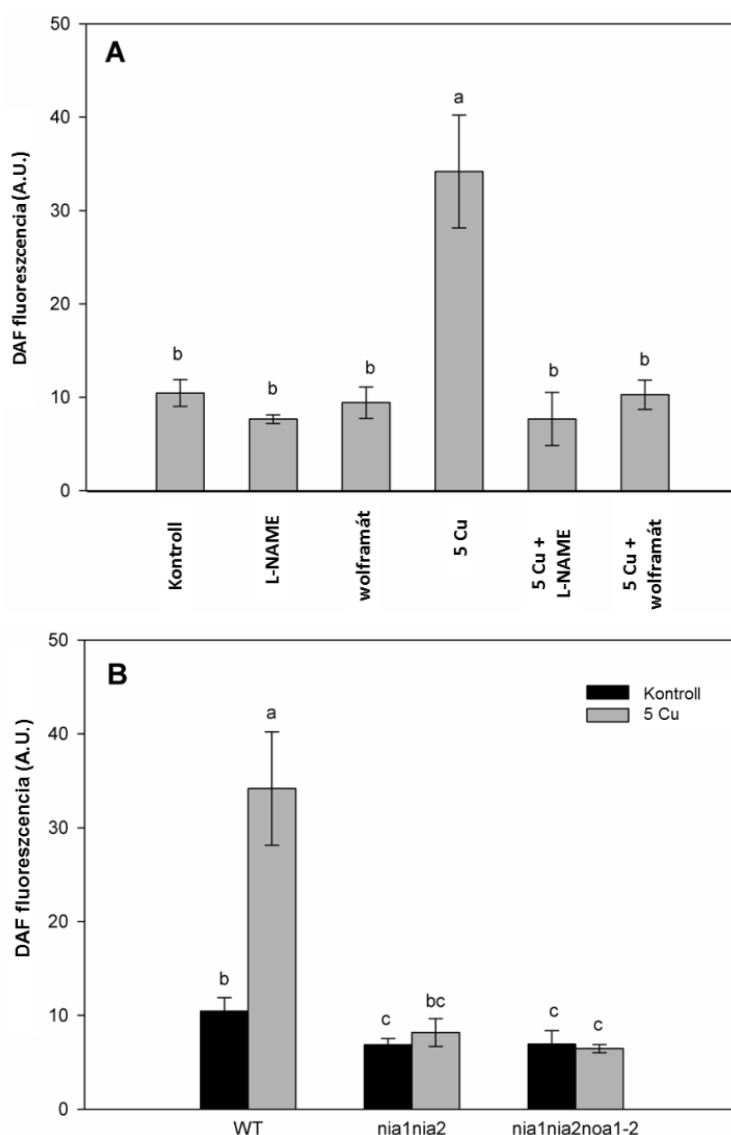 A
DAF fluoreszcencia (A.U.)
50
40
30
20
10
0
b
b
b
a
b
b
Kontroll
L-NAME
wolframát
5 Cu
5 Cu +
L-NAME
5 Cu +
wolframát
B
DAF fluoreszcencia (A.U.)
50
40
30
20
10
0
Kontroll
5 Cu
b
a
c
bc
c
c
WT
nia1nia2
nia1nia2noa1-2